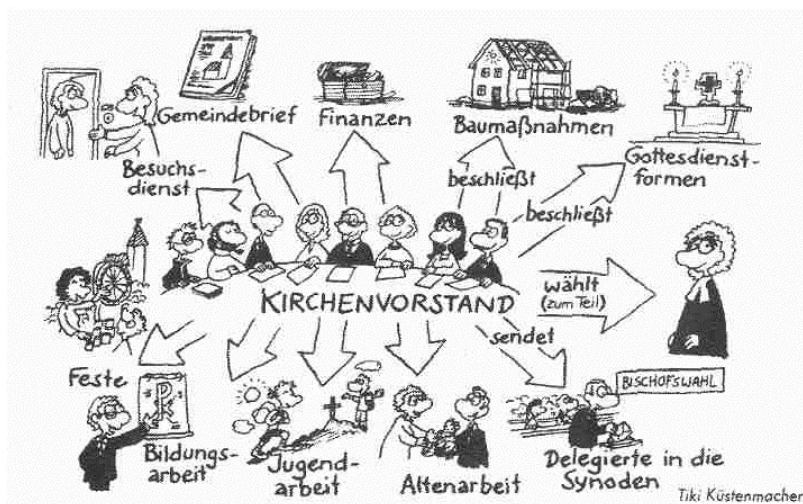 Gemeindebrief
Finanzen
Baumaßnahmen
Gottesdienst-
formen
Besuchs-
dienst
beschließt
beschließt
KIRCHENVORSTAND
wählt
(zum Teil)
sendet
Feste
BISCHOFSWAHL
Bildungs-
arbeit
Jugend-
arbeit
Altenarbeit
Delegierte in die
Synoden
Tiki Küstenmacher